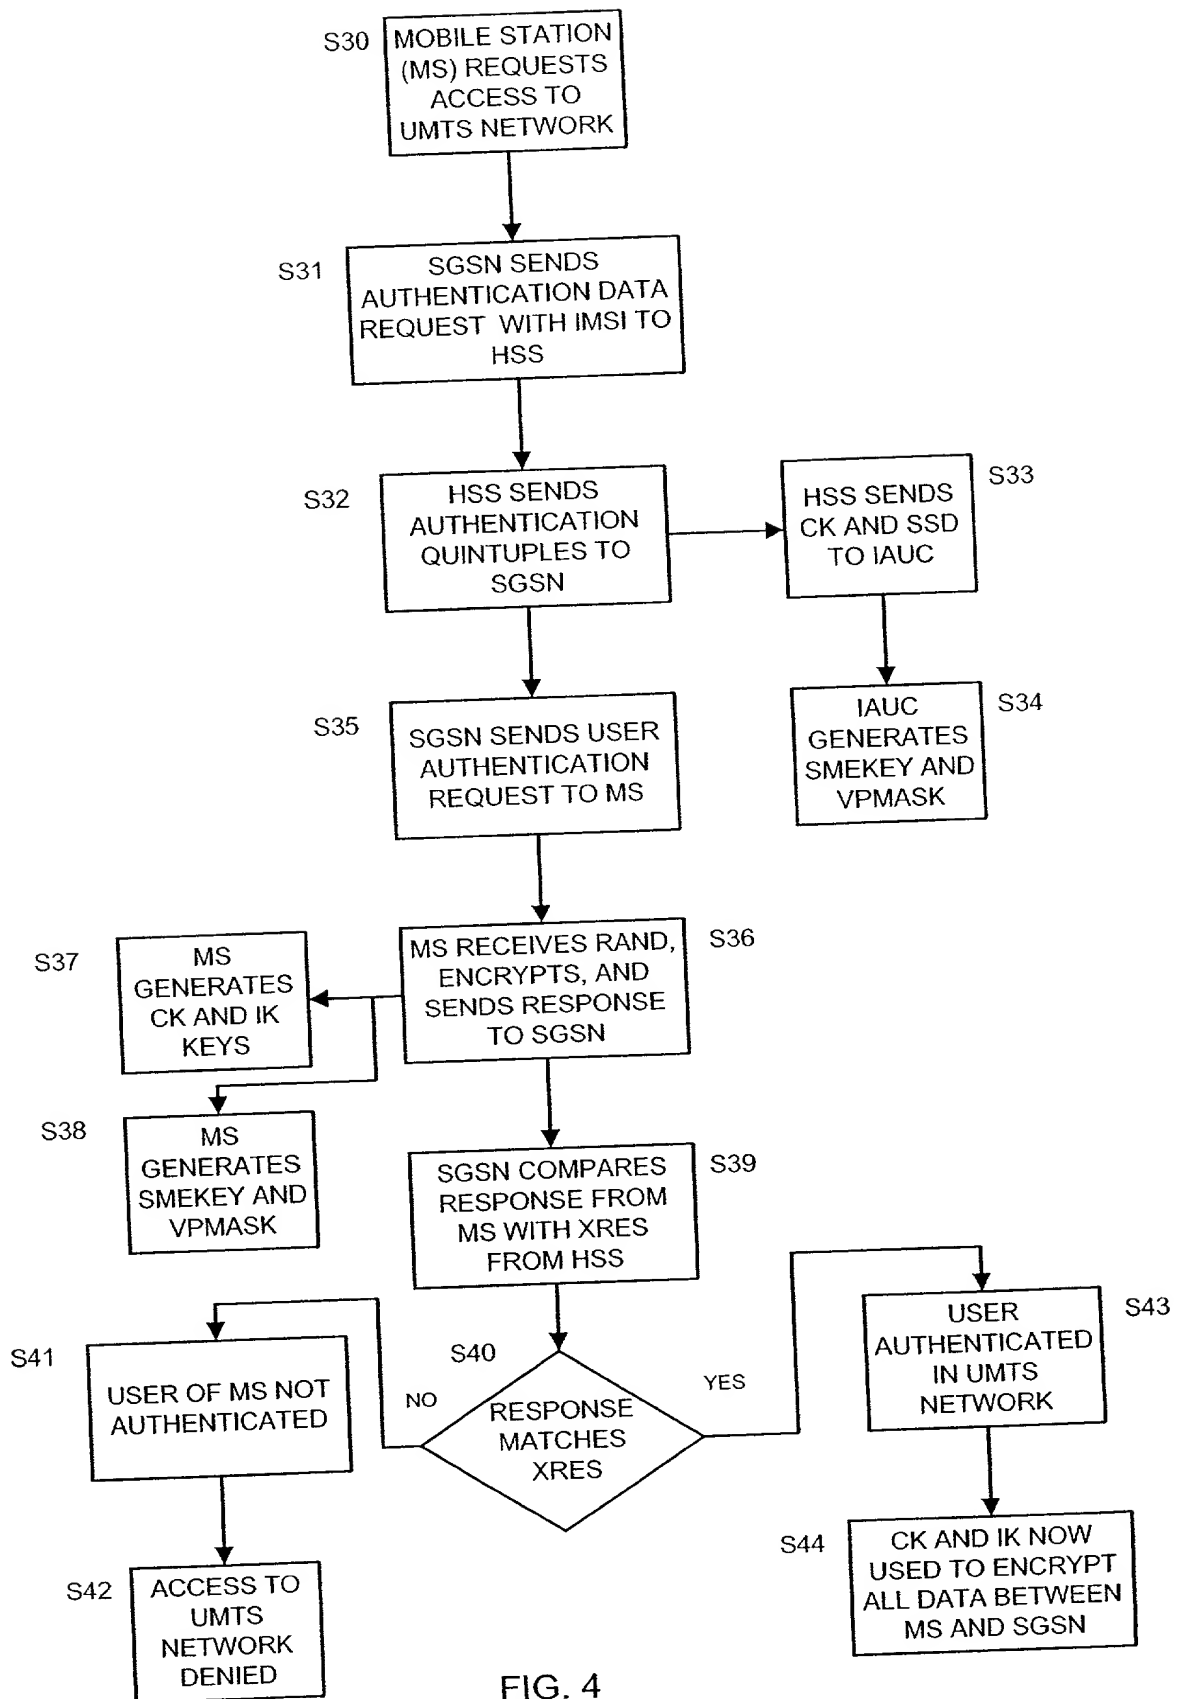 S30
MOBILE STATION
(MS) REQUESTS
ACCESS TO
UMTS NETWORK
S31
SGSN SENDS
AUTHENTICATION DATA
REQUEST WITH IMSI TO
HSS
S32
HSS SENDS
AUTHENTICATION
QUINTUPLES TO
SGSN
S33
HSS SENDS
CK AND SSD
TO IAUC
S34
IAUC
GENERATES
SMEKEY AND
VPMASK
S35
SGSN SENDS USER
AUTHENTICATION
REQUEST TO MS
S36
MS RECEIVES RAND,
ENCRYPTS, AND
SENDS RESPONSE
TO SGSN
S37
MS
GENERATES
CK AND IK
KEYS
S38
MS
GENERATES
SMEKEY AND
VPMASK
S39
SGSN COMPARES
RESPONSE FROM
MS WITH XRES
FROM HSS
S40
RESPONSE
MATCHES
XRES
NO
YES
S41
USER OF MS NOT
AUTHENTICATED
S42
ACCESS TO
UMTS
NETWORK
DENIED
S43
USER
AUTHENTICATED
IN UMTS
NETWORK
S44
CK AND IK NOW
USED TO ENCRYPT
ALL DATA BETWEEN
MS AND SGSN
FIG. 4